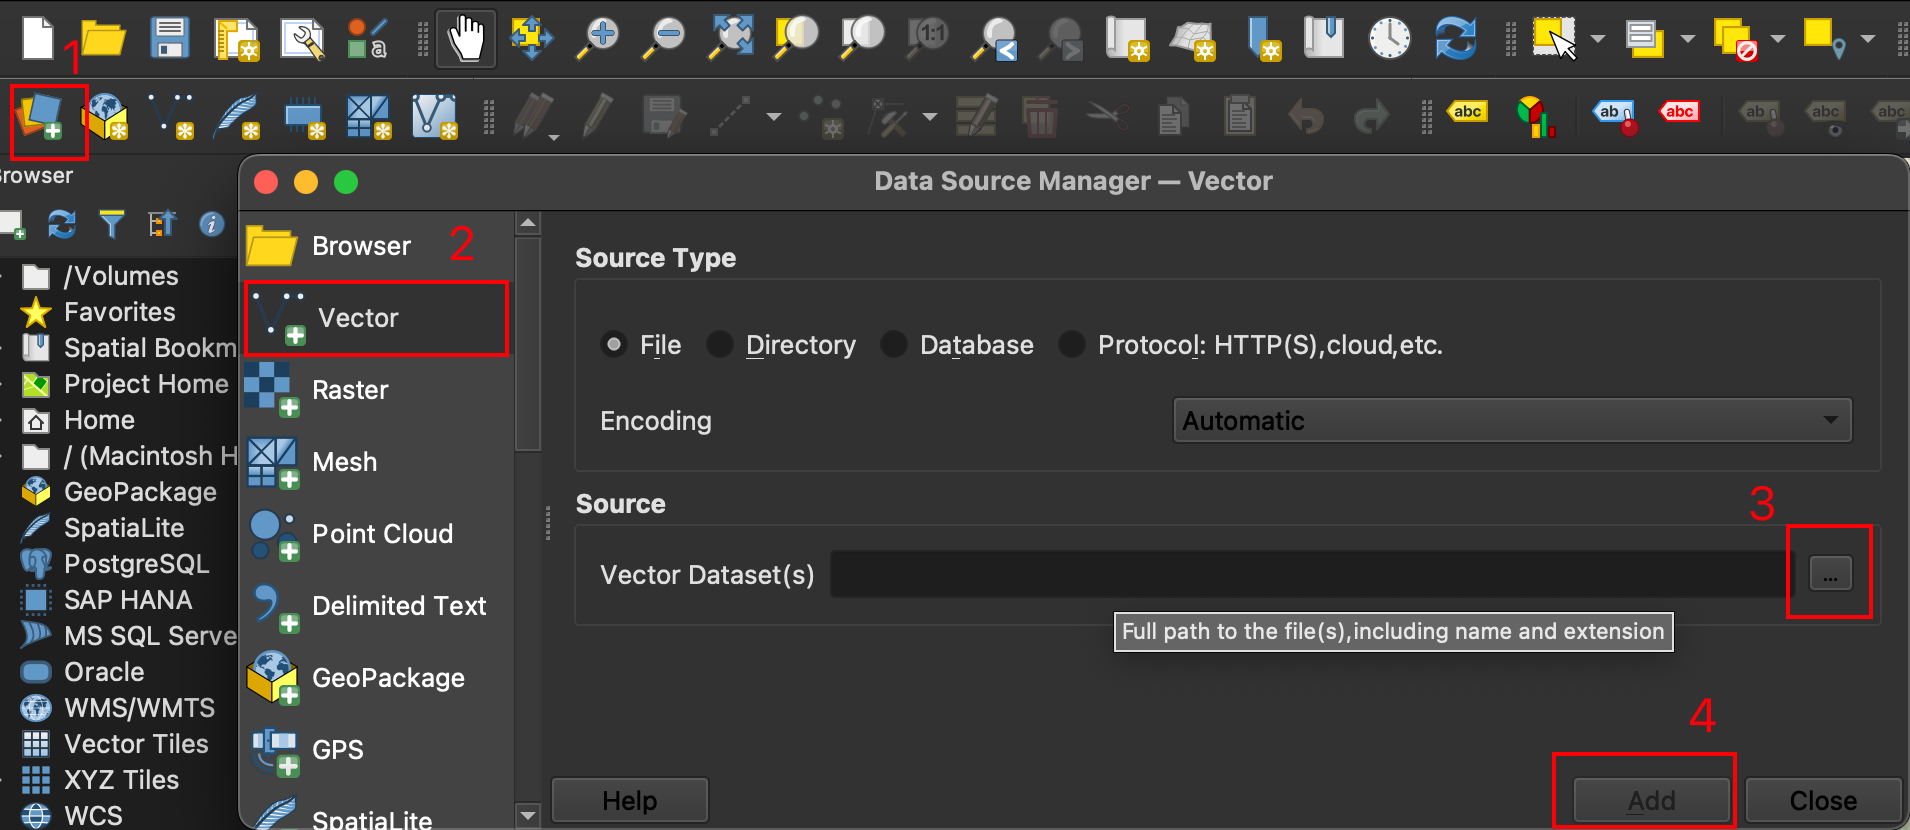 1
a
1:1
abc
ab
abc
ab
abc
abc
Browser
Data Source Manager — Vector
/Volumes
Favorites
Spatial Bookm
Project Home
Home
/ (Macintosh H
GeoPackage
SpatiaLite
PostgreSQL
SAP HANA
MS SQL Serve
Oracle
WMS/WMTS
Vector Tiles
XYZ Tiles
WCS
Browser
2
Vector
Raster
Mesh
Point Cloud
Delimited Text
GeoPackage
GPS
SpatiaLite
Source Type
File
Directory
Database
Protocol: HTTP(S),cloud,etc.
Encoding
Automatic
Source
3
Vector Dataset(s)
...
Full path to the file(s),including name and extension
4
Help
Add
Close